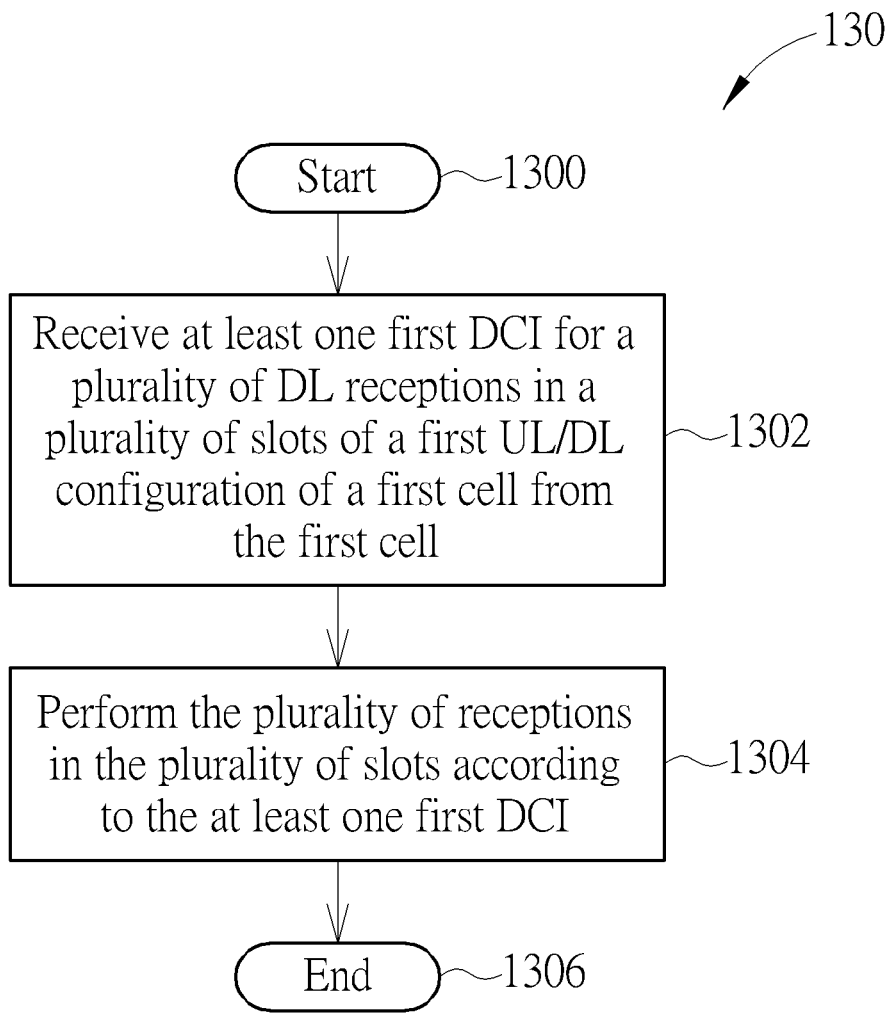 130
Start
1300
Receive at least one first DCI for a
plurality of DL receptions in a
plurality of slots of a first UL/DL
configuration of a first cell from
the first cell
1302
Perform the plurality of receptions
in the plurality of slots according
to the at least one first DCI
1304
End
1306